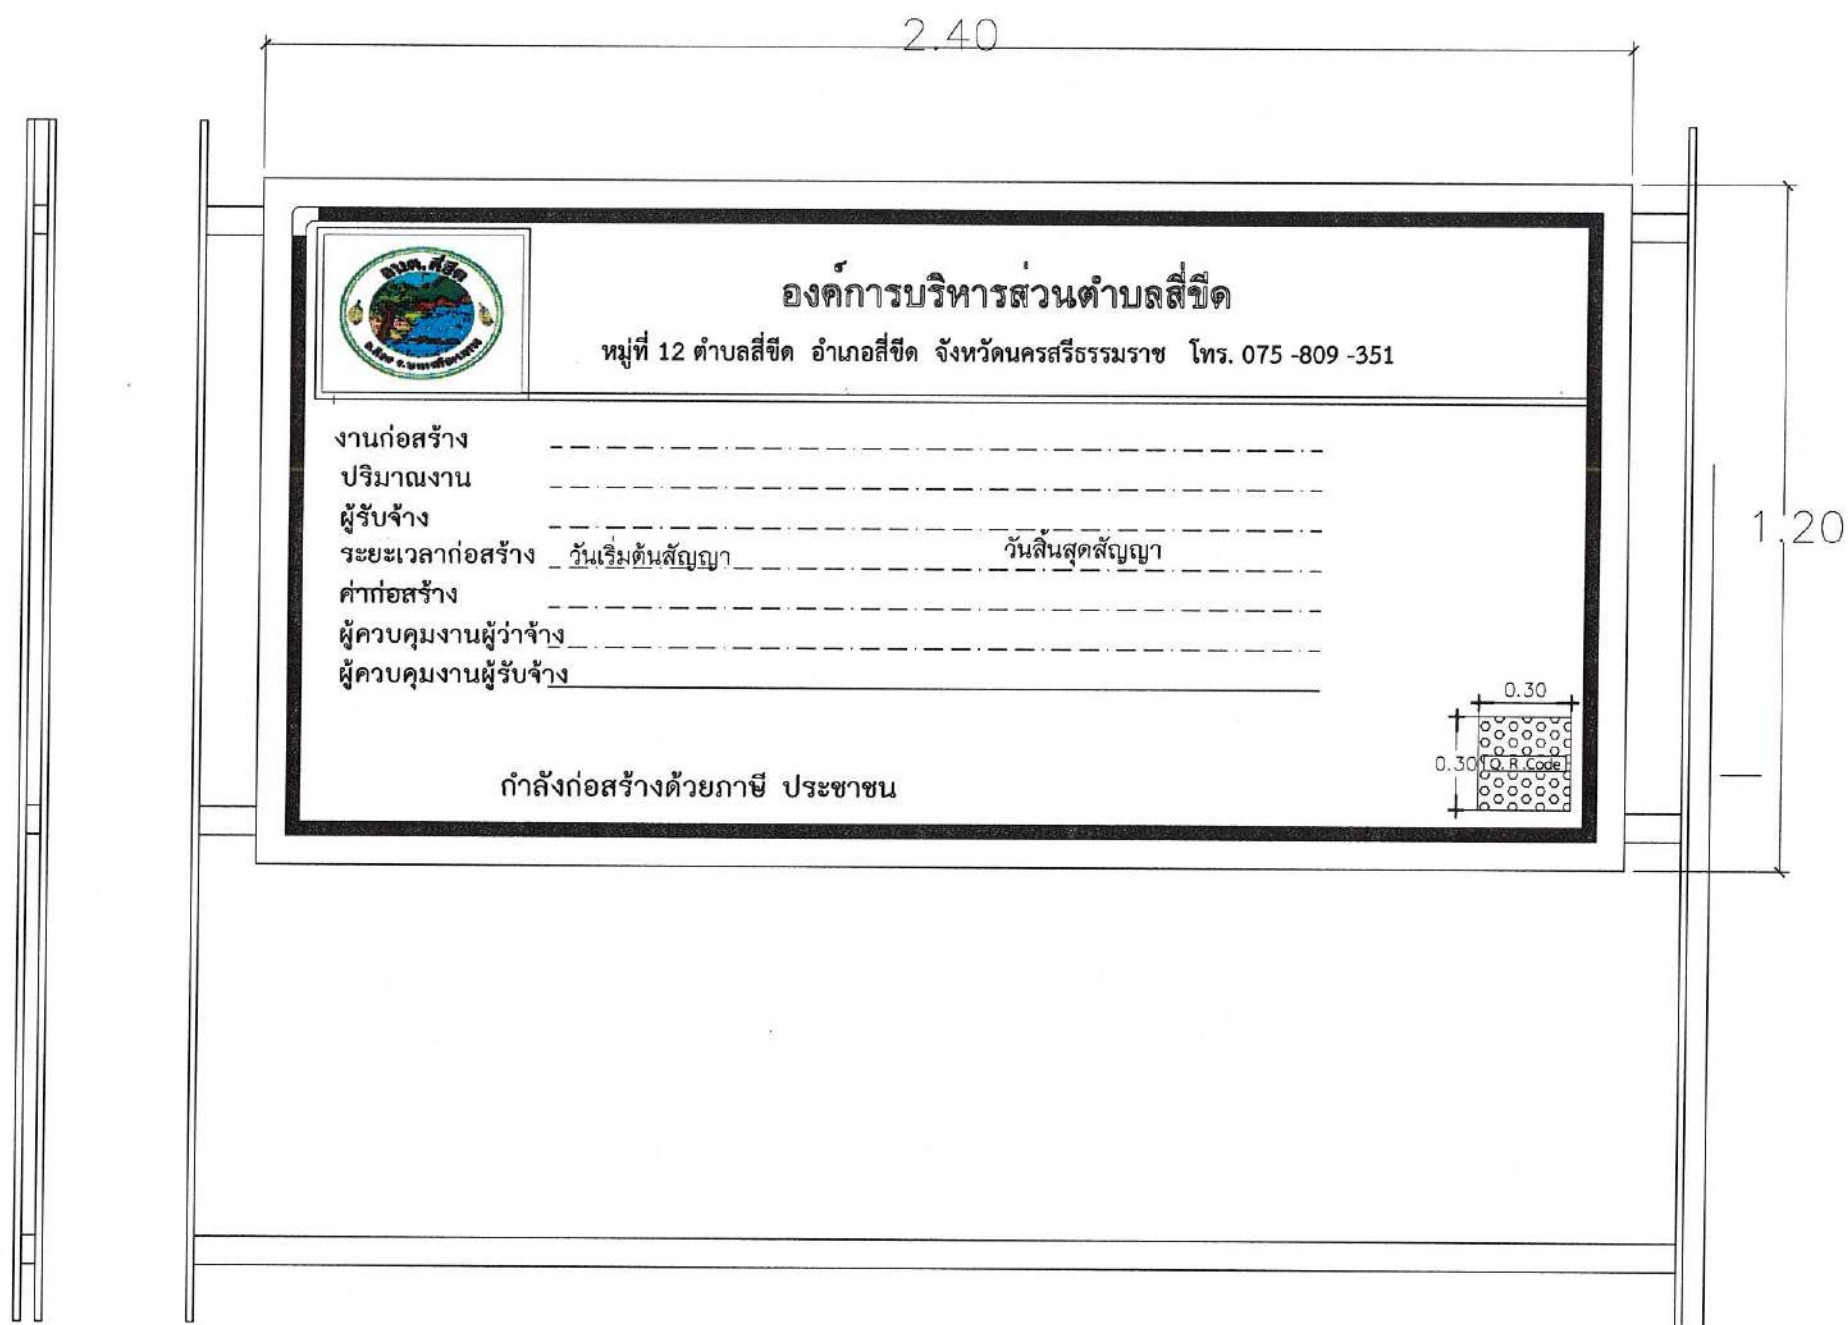 2.40
อบต.สี่ขีด
องค์การบริหารส่วนตำบลสี่ขีด
หมู่ที่ 12 ตำบลสี่ขีด อำเภอสี่ขีด จังหวัดนครศรีธรรมราช โทร. 075 -809 -351
งานก่อสร้าง
ปริมาณงาน
ผู้รับจ้าง
1.20
ระยะเวลาก่อสร้าง วันเริ่มต้นสัญญา วันสิ้นสุดสัญญา
ค่าก่อสร้าง
ผู้ควบคุมงานผู้ว่าจ้าง
ผู้ควบคุมงานผู้รับจ้าง
0.30
0.30
Q. R .Code
กำลังก่อสร้างด้วยภาษี ประชาชน